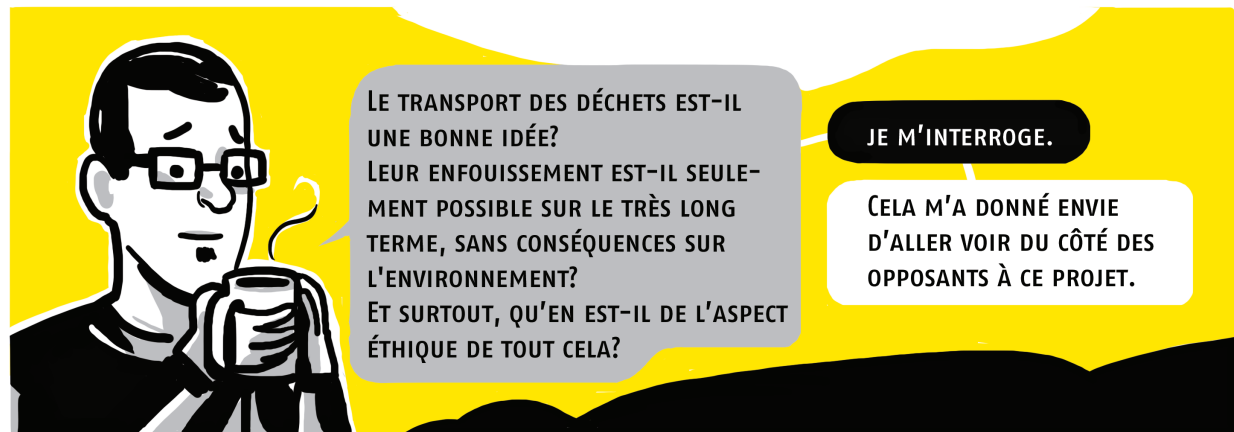 Le transport des déchets est-il
une bonne idée?
Leur enfouissement est-il seule-
ment possible sur le très long
terme, sans conséquences sur
l'environnement?
Et surtout, qu'en est-il de l'aspect
éthique de tout cela?
je m'interroge.
Cela m'a donné envie
d'aller voir du côté des
opposants à ce projet.